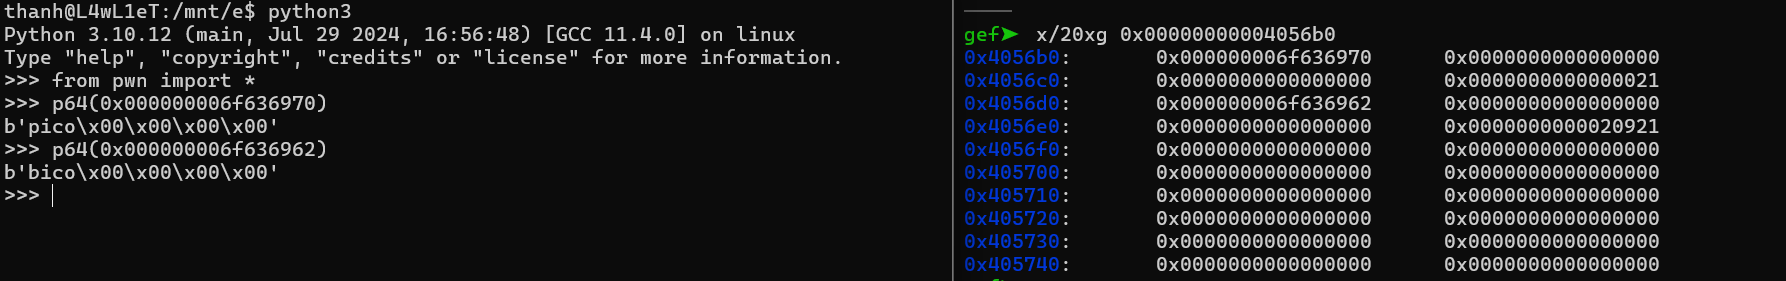 thanh@L4wL1eT:/mnt/e$ python3
Python 3.10.12 (main, Jul 29 2024, 16:56:48) [GCC 11.4.0] on linux
Type "help", "copyright", "credits" or "license" for more information.
>>> from pwn import *
>>> p64(0x000000006f636970)
b'pico\x00\x00\x00\x00'
>>> p64(0x000000006f636962)
b'bico\x00\x00\x00\x00'
>>>
gef➤ x/20xg 0x00000000004056b0
0x4056b0: 0x000000006f636970 0x0000000000000000
0x4056c0: 0x0000000000000000 0x0000000000000021
0x4056d0: 0x000000006f636962 0x0000000000000000
0x4056e0: 0x0000000000000000 0x0000000000020921
0x4056f0: 0x0000000000000000 0x0000000000000000
0x405700: 0x0000000000000000 0x0000000000000000
0x405710: 0x0000000000000000 0x0000000000000000
0x405720: 0x0000000000000000 0x0000000000000000
0x405730: 0x0000000000000000 0x0000000000000000
0x405740: 0x0000000000000000 0x0000000000000000